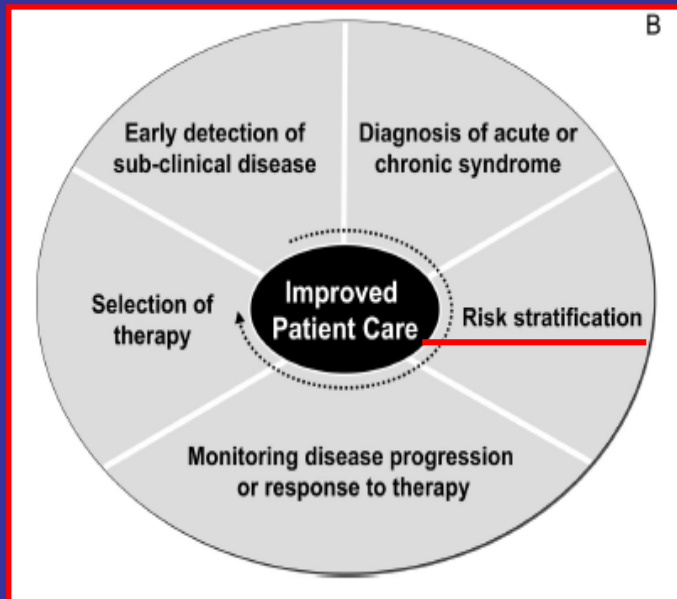 B
Early detection of
sub-clinical disease
Diagnosis of acute or
chronic syndrome
Selection of
therapy
Improved
Patient Care
Risk stratification
Monitoring disease progression
or response to therapy